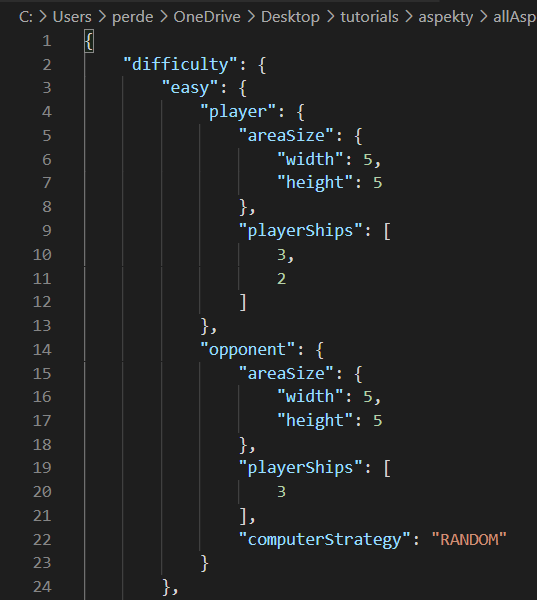 C: > Users > perde > OneDrive > Desktop > tutorials > aspekty > allAsp
1 {
2     "difficulty": {
3         "easy": {
4             "player": {
5                 "areaSize": {
6                     "width": 5,
7                     "height": 5
8                 },
9                 "playerShips": [
10                     3,
11                     2
12                 ]
13             },
14             "opponent": {
15                 "areaSize": {
16                     "width": 5,
17                     "height": 5
18                 },
19                 "playerShips": [
20                     3
21                 ],
22                 "computerStrategy": "RANDOM"
23             }
24         },